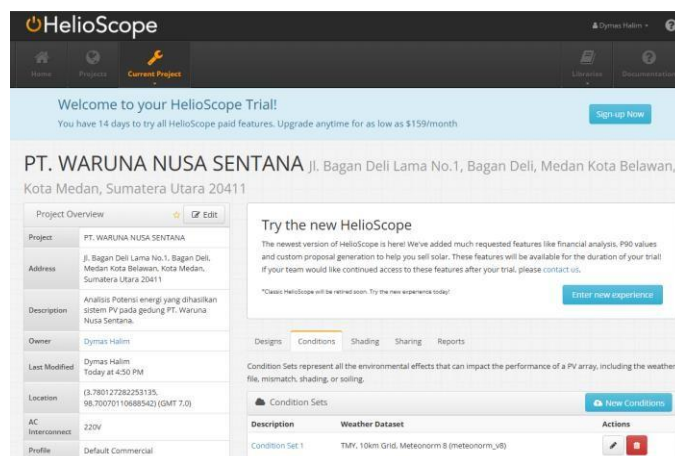 HelioScope
Dymas Halim
Home
Projects
Current Project
Libraries
Documentation
Welcome to your HelioScope Trial!
You have 14 days to try all HelioScope paid features. Upgrade anytime for as low as $159/month
Sign-up Now
PT. WARUNA NUSA SENTANA Jl. Bagan Deli Lama No.1, Bagan Deli, Medan Kota Belawan,
Kota Medan, Sumatera Utara 20411
Project Overview
Edit
Project PT. WARUNA NUSA SENTANA
Address Jl. Bagan Deli Lama No.1, Bagan Deli,
Medan Kota Belawan, Kota Medan,
Sumatera Utara 20411
Description Analisis Potensi energi yang dihasilkan
sistem PV pada gedung PT. Waruna
Nusa Sentana.
Owner Dymas Halim
Last Modified Dymas Halim
Today at 4:50 PM
Location (3.780127282253135,
98.70070110688542) (GMT 7.0)
AC
Interconnect 220V
Profile Default Commercial
Try the new HelioScope
The newest version of HelioScope is here! We've added much requested features like financial analysis, P90 values
and custom proposal generation to help you sell solar. These features will be available for the duration of your trial!
If your team would like continued access to these features after your trial, please contact us.
*Classic HelioScope will be retired soon. Try the new experience today!
Enter new experience
Designs Conditions Shading Sharing Reports
Condition Sets represent all the environmental effects that can impact the performance of a PV array, including the weather
file, mismatch, shading, or soiling.
Condition Sets
New Conditions
Description Weather Dataset Actions
Condition Set 1 TMY, 10km Grid, Meteonorm 8 (meteonorm_v8)